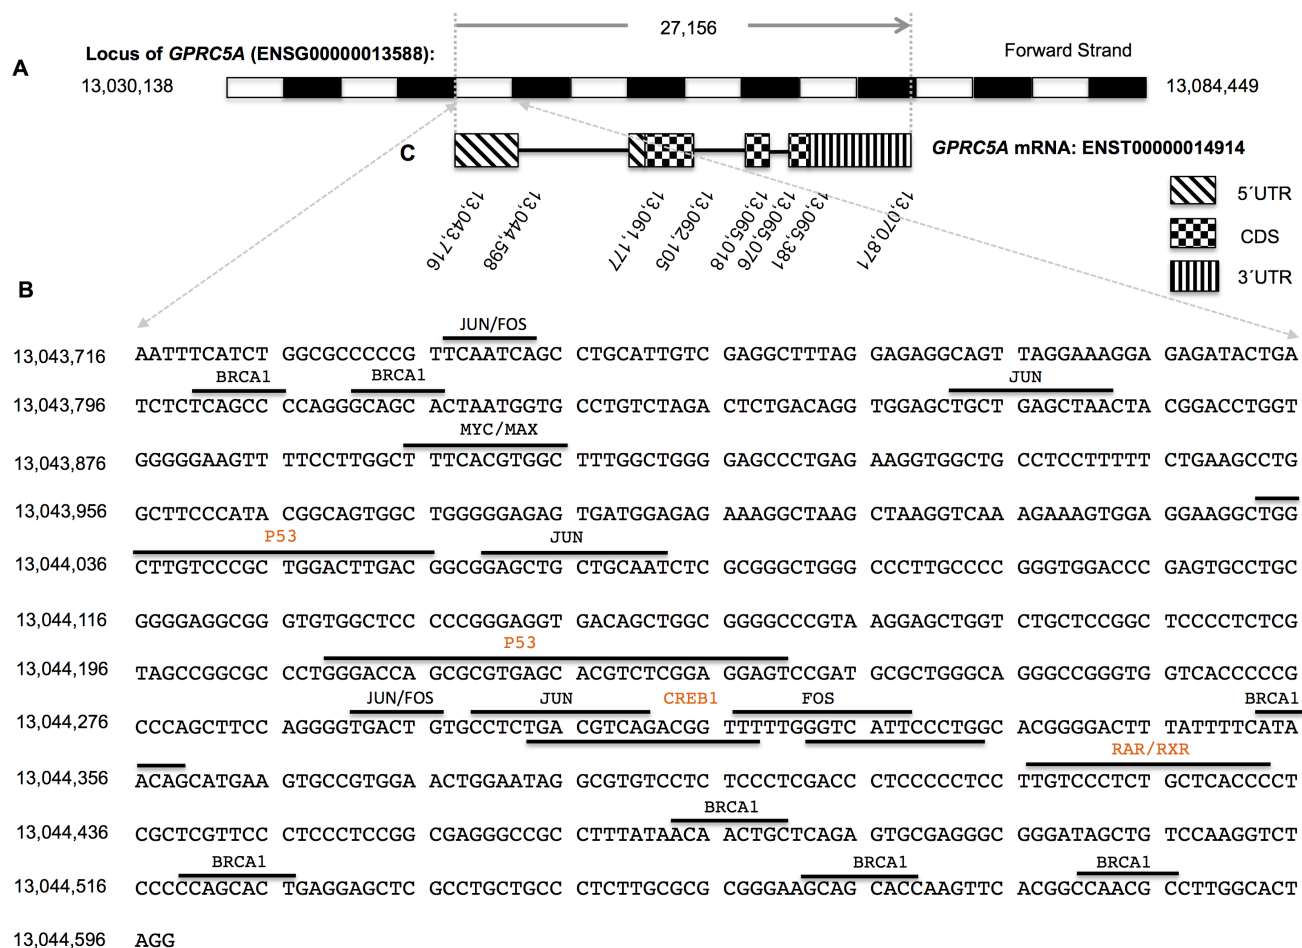 27,156
Locus of GPRC5A (ENSG00000013588):
Forward Strand
A
13,030,138
13,084,449
C
GPRC5A mRNA: ENST00000014914
13,043,716
13,044,598
13,061,177
13,062,105
13,065,018
13,065,076
13,065,381
13,070,871
5´UTR
CDS
3´UTR
B
JUN/FOS
13,043,716 AATTTCATCT GGCGCCCCCG TTCAATCAGC CTGCATTGTC GAGGCTTTAG GAGAGGCAGT TAGGAAAGGA GAGATACTGA
BRCA1 BRCA1 JUN
13,043,796 TCTCTCAGCC CCAGGGCAGC ACTAATGGTG CCTGTCTAGA CTCTGACAGG TGGAGCTGCT GAGCTAACTA CGGACCTGGT
MYC/MAX
13,043,876 GGGGGAAGTT TTCCTTGGCT TTCACGTGGC TTTGGCTGGG GAGCCCTGAG AAGGTGGCTG CCTCCTTTTT CTGAAGCCTG
13,043,956 GCTTCCCATA CGGCAGTGGC TGGGGGAGAG TGATGGAGAG AAAGGCTAAG CTAAGGTCAA AGAAAGTGGA GGAAGGCTGG
P53 JUN
13,044,036 CTTGTCCCGC TGGACTTGAC GGCGGAGCTG CTGCAATCTC GCGGGCTGGG CCCTTGCCCC GGGTGGACCC GAGTGCCTGC
13,044,116 GGGGAGGCGG GTGTGGCTCC CCCGGGAGGT GACAGCTGGC GGGGCCCGTA AGGAGCTGGT CTGCTCCGGC TCCCCTCTCG
P53
13,044,196 TAGCCGGCGC CCTGGGACCA GCGCGTGAGC ACGTCTCGGA GGAGTCCGAT GCGCTGGGCA GGGCCGGGTG GTCACCCCCG
JUN/FOS JUN CREB1 FOS BRCA1
13,044,276 CCCAGCTTCC AGGGGTGACT GTGCCTCTGA CGTCAGACGG TTTTTGGGTC ATTCCCTGGC ACGGGGACTT TATTTTCATA
RAR/RXR
13,044,356 ACAGCATGAA GTGCCGTGGA ACTGGAATAG GCGTGTCCTC TCCCTCGACC CTCCCCCTCC TTGTCCCTCT GCTCACCCCT
BRCA1
13,044,436 CGCTCGTTCC CTCCCTCCGG CGAGGGCCGC CTTTATAACA ACTGCTCAGA GTGCGAGGGC GGGATAGCTG TCCAAGGTCT
BRCA1 BRCA1 BRCA1
13,044,516 CCCCCAGCAC TGAGGAGCTC GCCTGCTGCC CTCTTGCGCG CGGGAAGCAG CACCAAGTTC ACGGCCAACG CCTTGGCACT
13,044,596 AGG